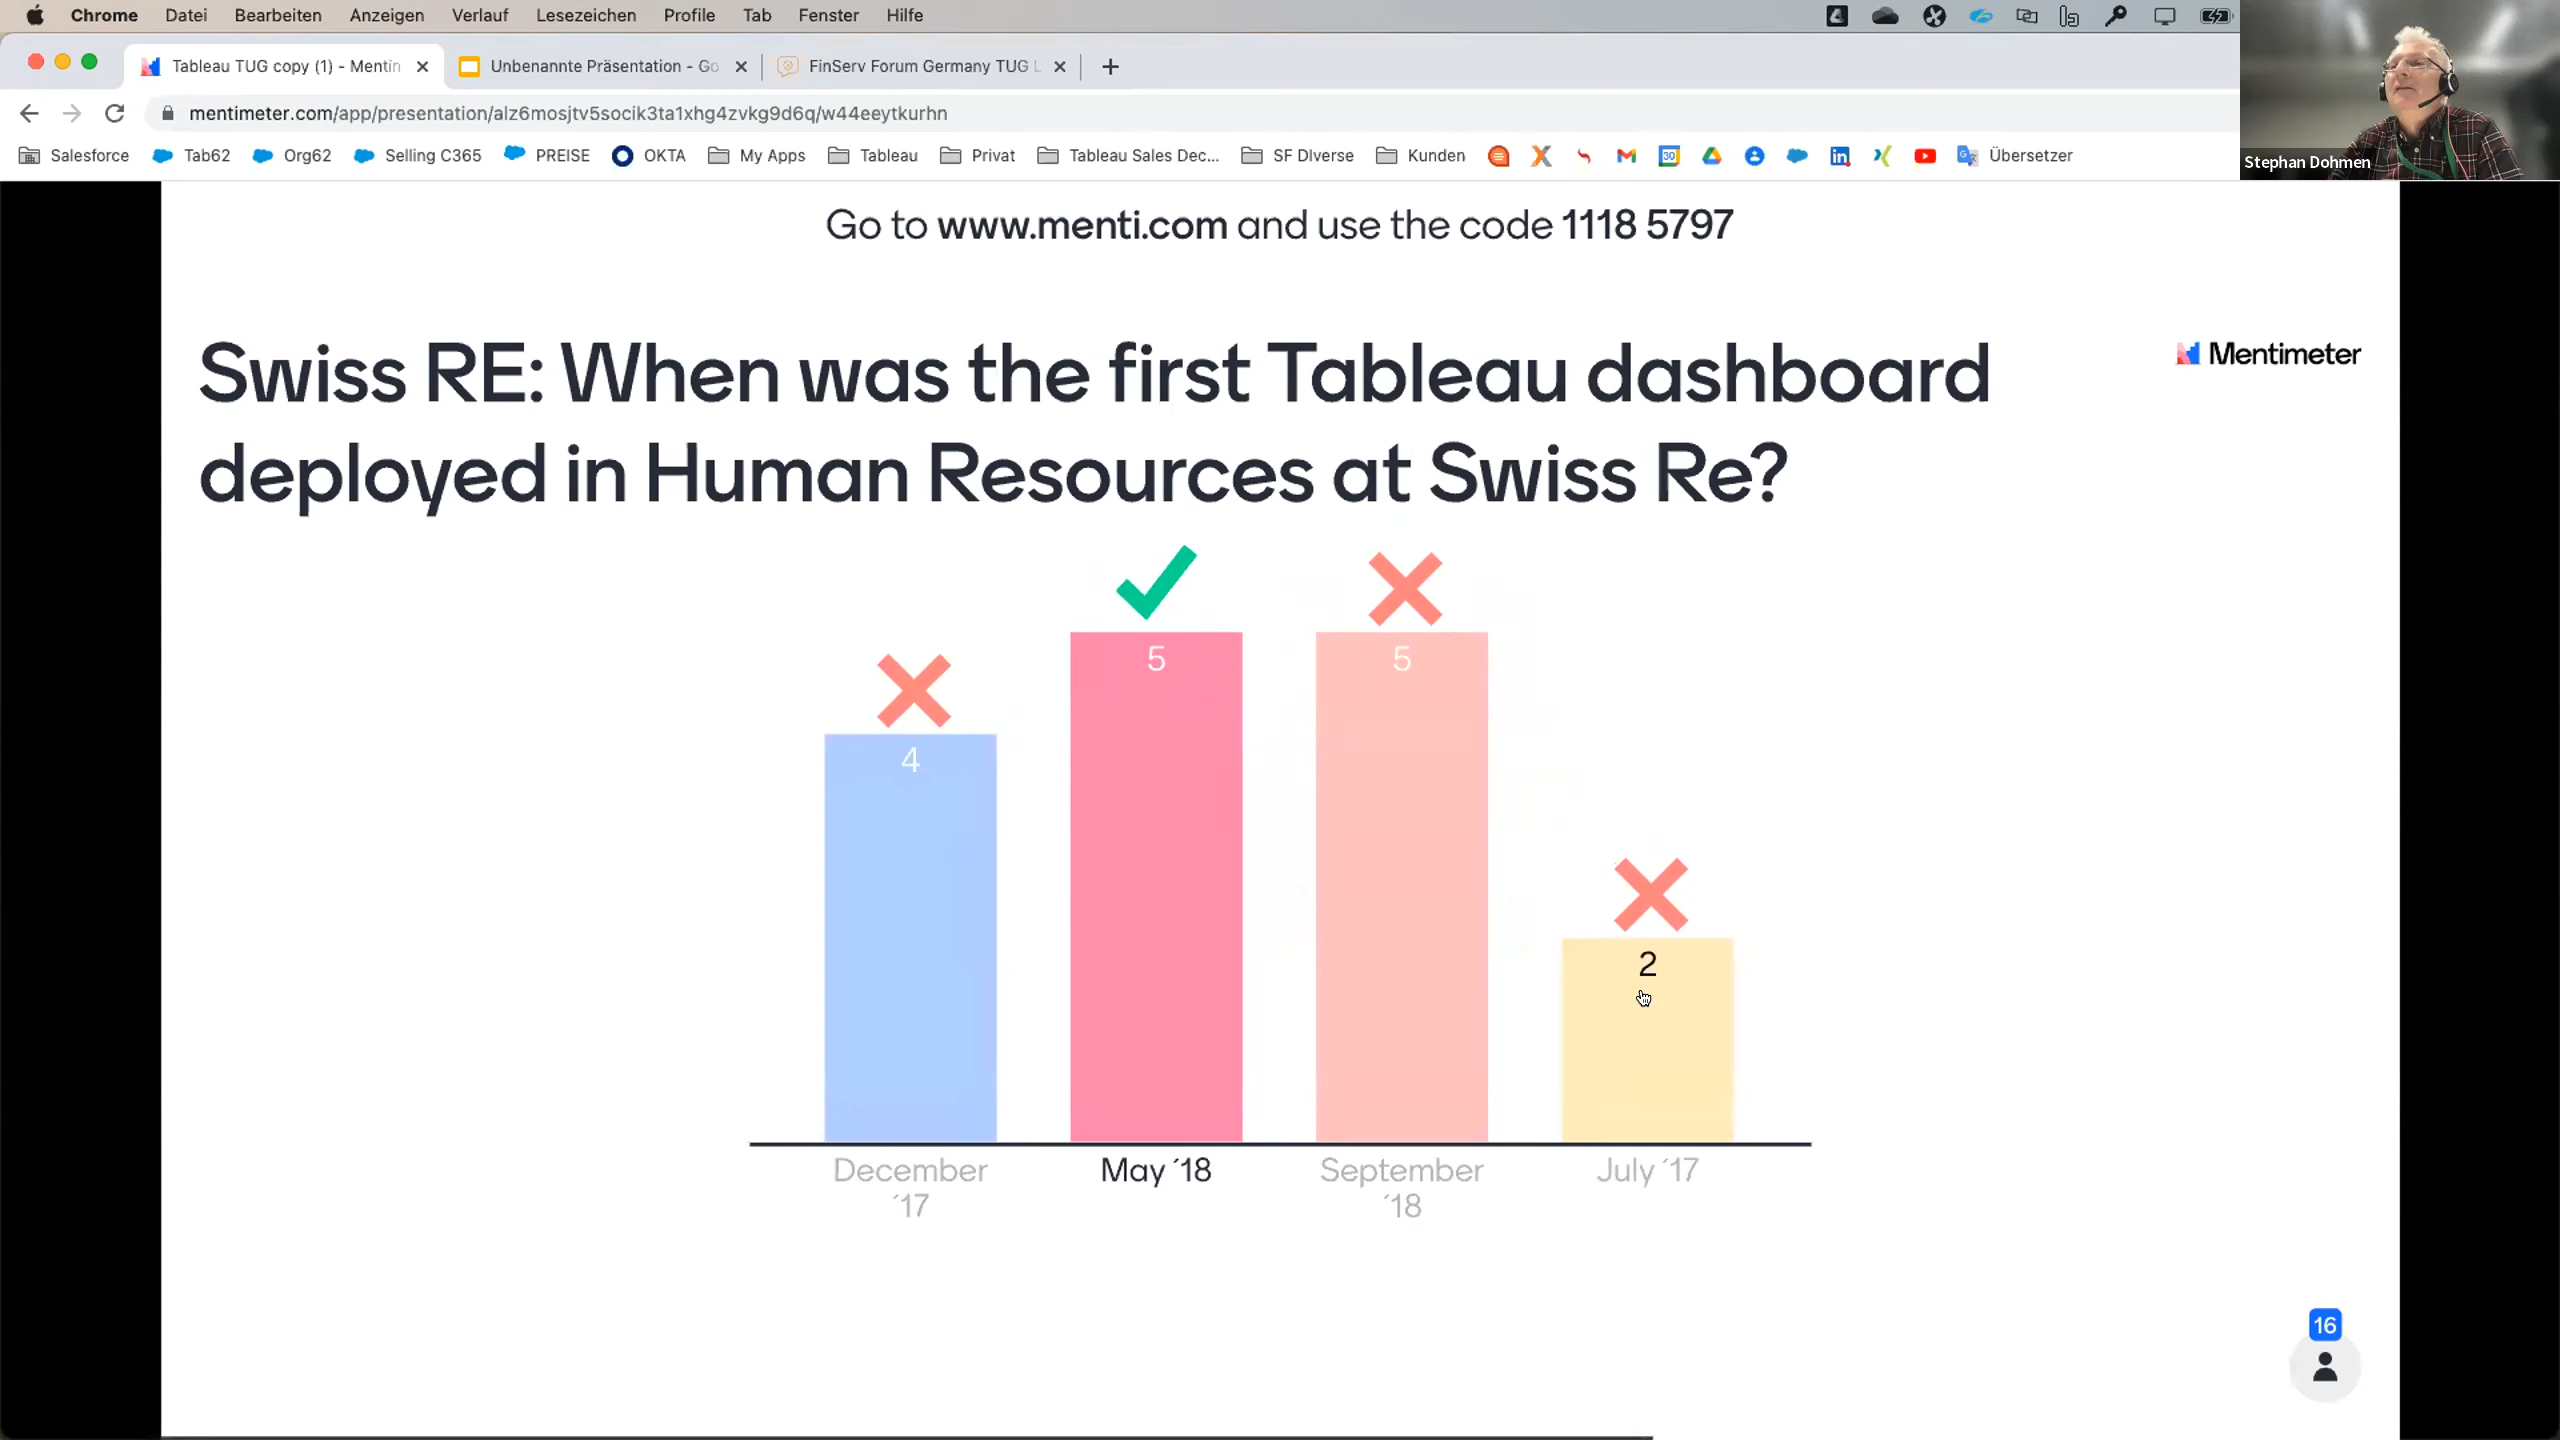 Chrome Datei Bearbeiten Anzeigen Verlauf Lesezeichen Profile Tab Fenster Hilfe
Tableau TUG copy (1) - Mentin
Unbenannte Präsentation - Go
FinServ Forum Germany TUG L
mentimeter.com/app/presentation/alz6mosjtv5socik3ta1xhg4zvkg9d6q/w44eeytkurhn
Salesforce Tab62 Org62 Selling C365 PREISE OKTA My Apps Tableau Privat Tableau Sales Dec... SF DIverse Kunden Übersetzer
Stephan Dohmen
Go to www.menti.com and use the code 1118 5797
Swiss RE: When was the first Tableau dashboard
deployed in Human Resources at Swiss Re?
Mentimeter
4
5
5
2
December
´17
May ´18
September
´18
July ´17
16